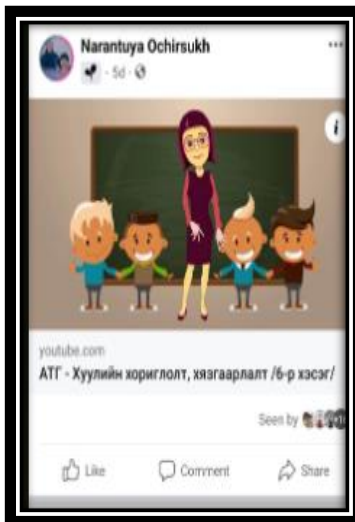 Narantuya Ochirsukh
· 5d ·
youtube.com
АТГ - Хуулийн хориглолт, хязгаарлалт /6-р хэсэг/
Seen by
Like Comment Share